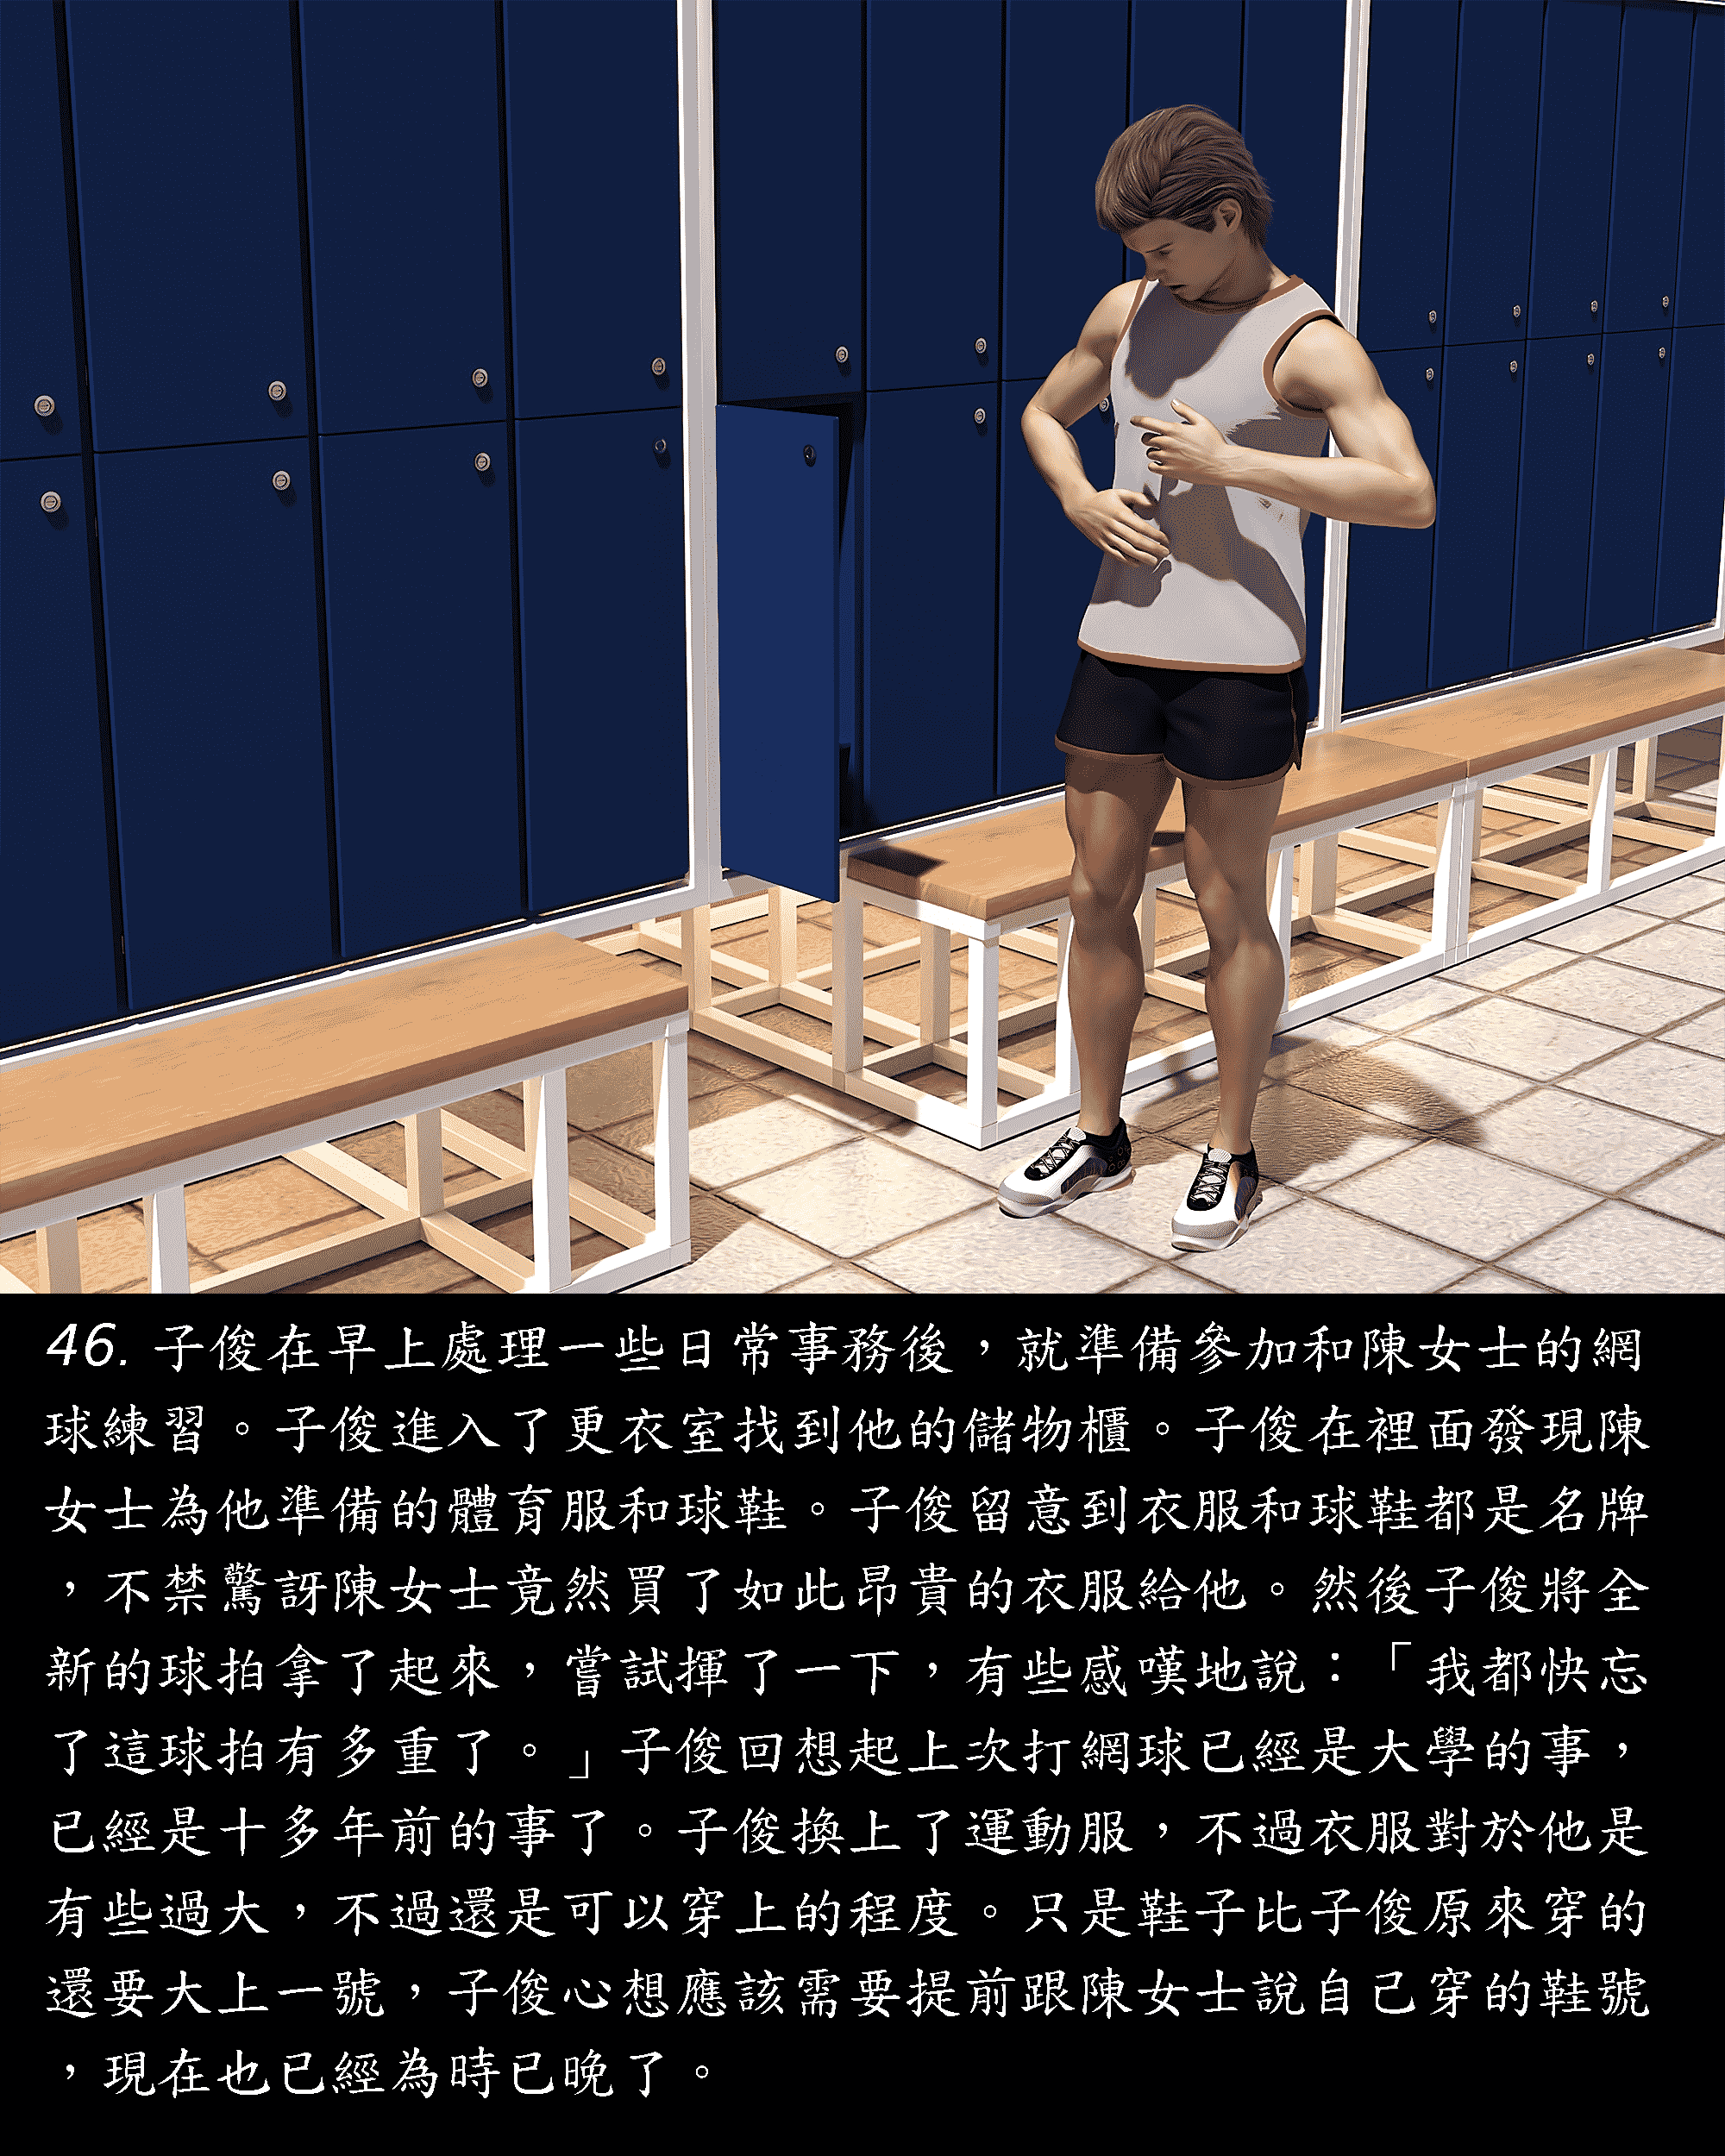 46. 子俊在早上處理一些日常事務後，就準備參加和陳女士的網
球練習。子俊進入了更衣室找到他的儲物櫃。子俊在裡面發現陳
女士為他準備的體育服和球鞋。子俊留意到衣服和球鞋都是名牌
，不禁驚訝陳女士竟然買了如此昂貴的衣服給他。然後子俊將全
新的球拍拿了起來，嘗試揮了一下，有些感嘆地說：「我都快忘
了這球拍有多重了。」子俊回想起上次打網球已經是大學的事，
已經是十多年前的事了。子俊換上了運動服，不過衣服對於他是
有些過大，不過還是可以穿上的程度。只是鞋子比子俊原來穿的
還要大上一號，子俊心想應該需要提前跟陳女士說自己穿的鞋號
，現在也已經為時已晚了。